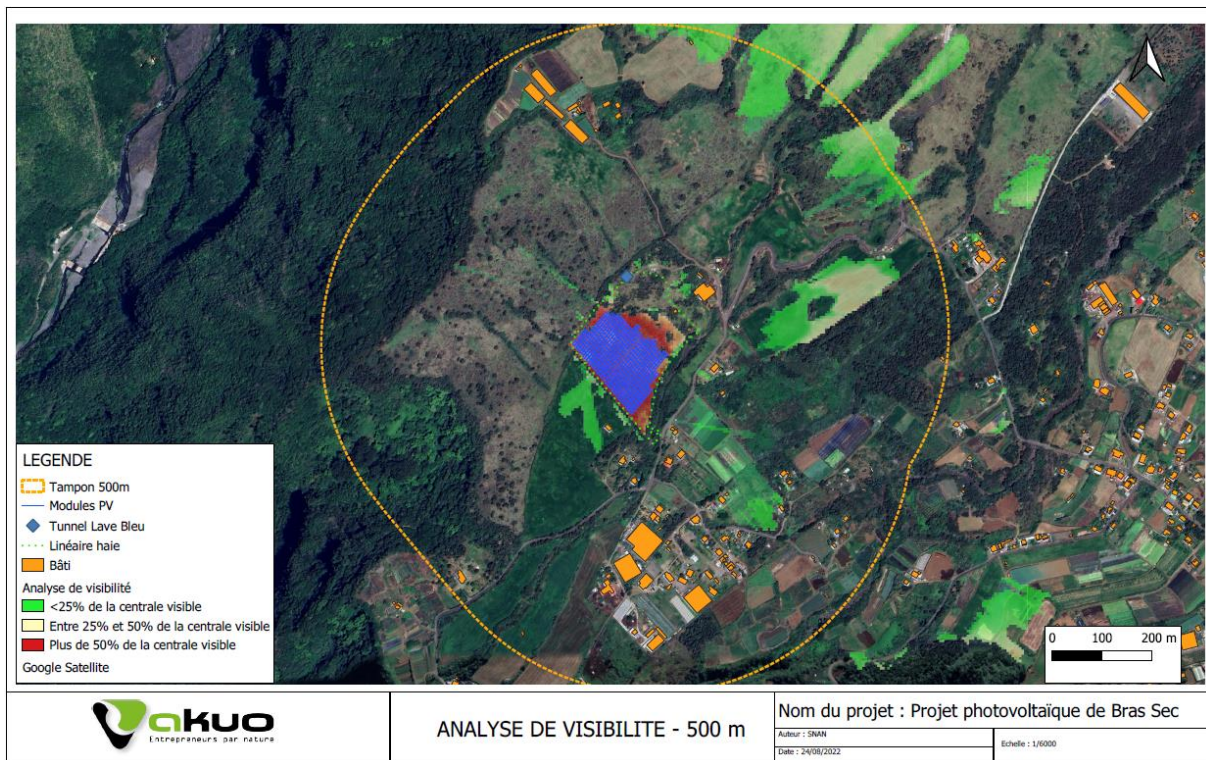 LEGENDE
Tampon 500m
Modules PV
Tunnel Lave Bleu
Linéaire haie
Bâti
Analyse de visibilité
<25% de la centrale visible
Entre 25% et 50% de la centrale visible
Plus de 50% de la centrale visible
Google Satellite
0 100 200 m
akuo
Entrepreneurs par nature
ANALYSE DE VISIBILITE - 500 m
Nom du projet : Projet photovoltaïque de Bras Sec
Auteur : SNAN
Date : 24/08/2022
Echelle : 1/6000